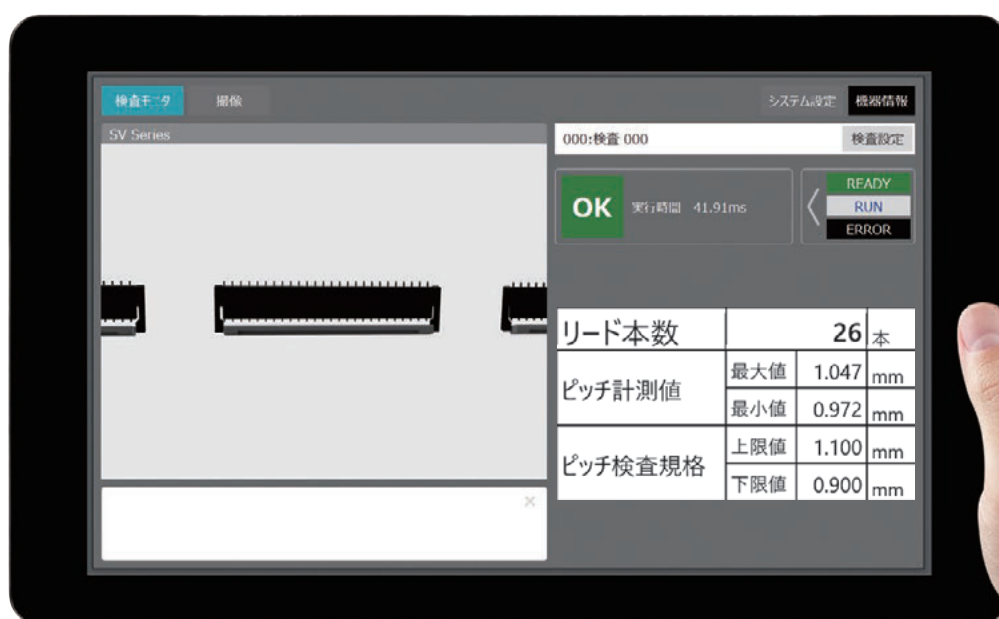 検査モニタ 撮像 システム設定 機器情報
SV Series
000:検査 000 検査設定
OK 実行時間 41.91ms
READY
RUN
ERROR
リード本数 26 本
ピッチ計測値 最大値 1.047 mm
最小値 0.972 mm
ピッチ検査規格 上限値 1.100 mm
下限値 0.900 mm
×